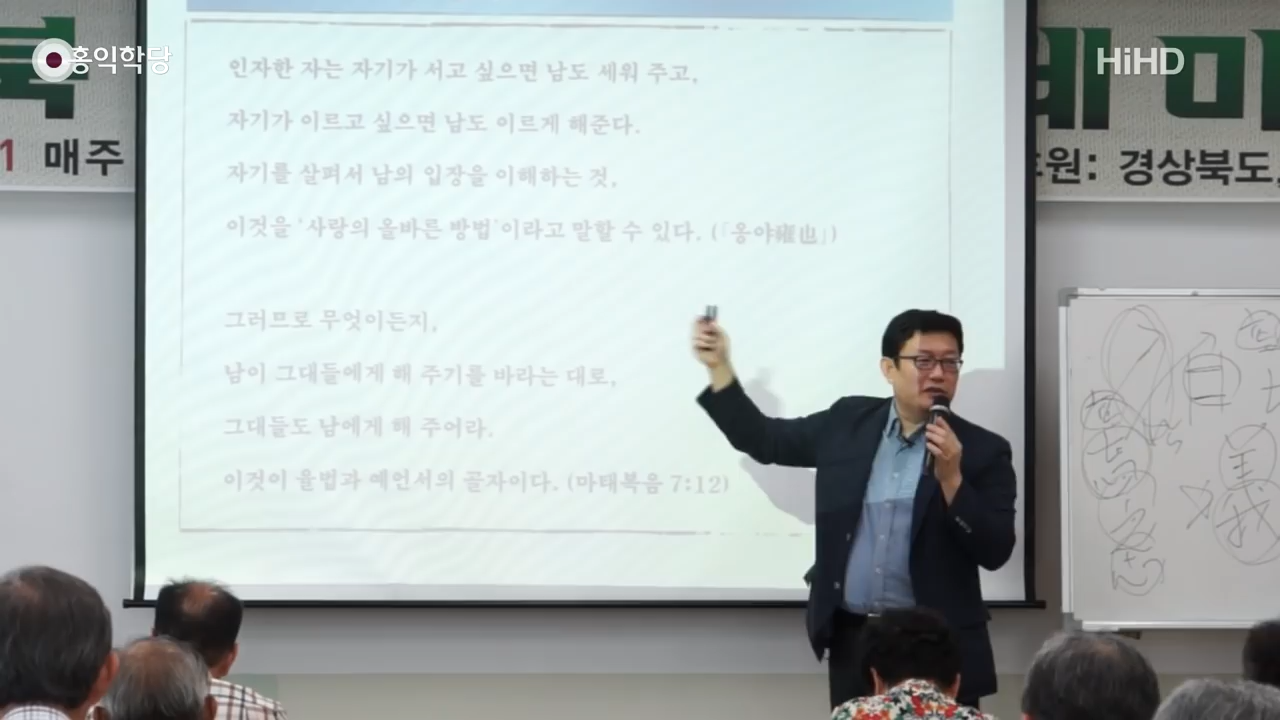 홍익학당
HiHD
북
1 매주
원: 경상북도,
인자한 자는 자기가 서고 싶으면 남도 세워 주고,
자기가 이르고 싶으면 남도 이르게 해준다.
자기를 살펴서 남의 입장을 이해하는 것,
이것을 '사랑의 올바른 방법'이라고 말할 수 있다. (「옹야雍也」)
그러므로 무엇이든지,
남이 그대들에게 해 주기를 바라는 대로,
그대들도 남에게 해 주어라.
이것이 율법과 예언서의 골자이다. (마태복음 7:12)
義